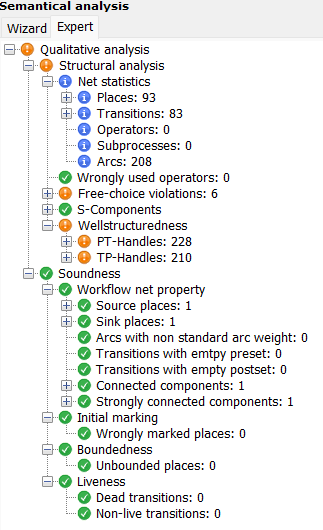 Semantical analysis
Wizard Expert
Qualitative analysis
Structural analysis
Net statistics
Places: 93
Transitions: 83
Operators: 0
Subprocesses: 0
Arcs: 208
Wrongly used operators: 0
Free-choice violations: 6
S-Components
Wellstructuredness
PT-Handles: 228
TP-Handles: 210
Soundness
Workflow net property
Source places: 1
Sink places: 1
Arcs with non standard arc weight: 0
Transitions with emtpy preset: 0
Transitions with empty postset: 0
Connected components: 1
Strongly connected components: 1
Initial marking
Wrongly marked places: 0
Boundedness
Unbounded places: 0
Liveness
Dead transitions: 0
Non-live transitions: 0